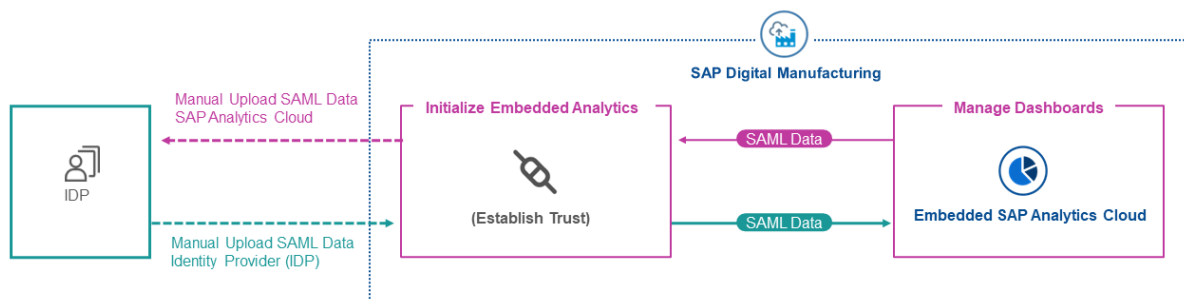 SAP Digital Manufacturing
Manual Upload SAML Data
SAP Analytics Cloud
Initialize Embedded Analytics
Manage Dashboards
SAML Data
IDP
(Establish Trust)
SAML Data
Embedded SAP Analytics Cloud
Manual Upload SAML Data
Identity Provider (IDP)